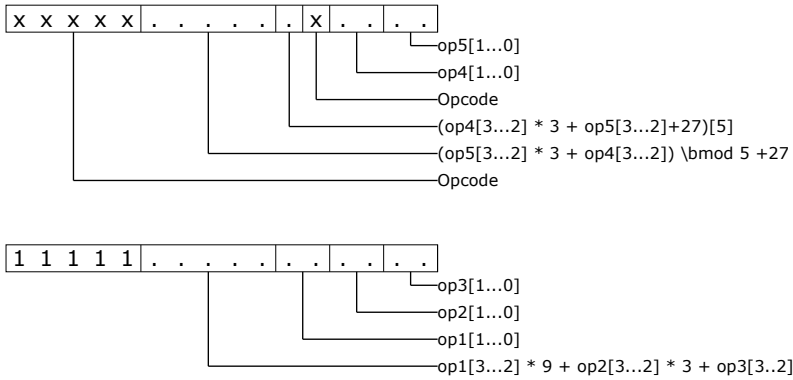 x x x x x . . . . . . x . . . .
op5[1...0]
op4[1...0]
Opcode
(op4[3...2] * 3 + op5[3...2]+27)[5]
(op5[3...2] * 3 + op4[3...2]) \bmod 5 +27
Opcode
1 1 1 1 1 . . . . . . . . . . .
op3[1...0]
op2[1...0]
op1[1...0]
op1[3...2] * 9 + op2[3...2] * 3 + op3[3..2]